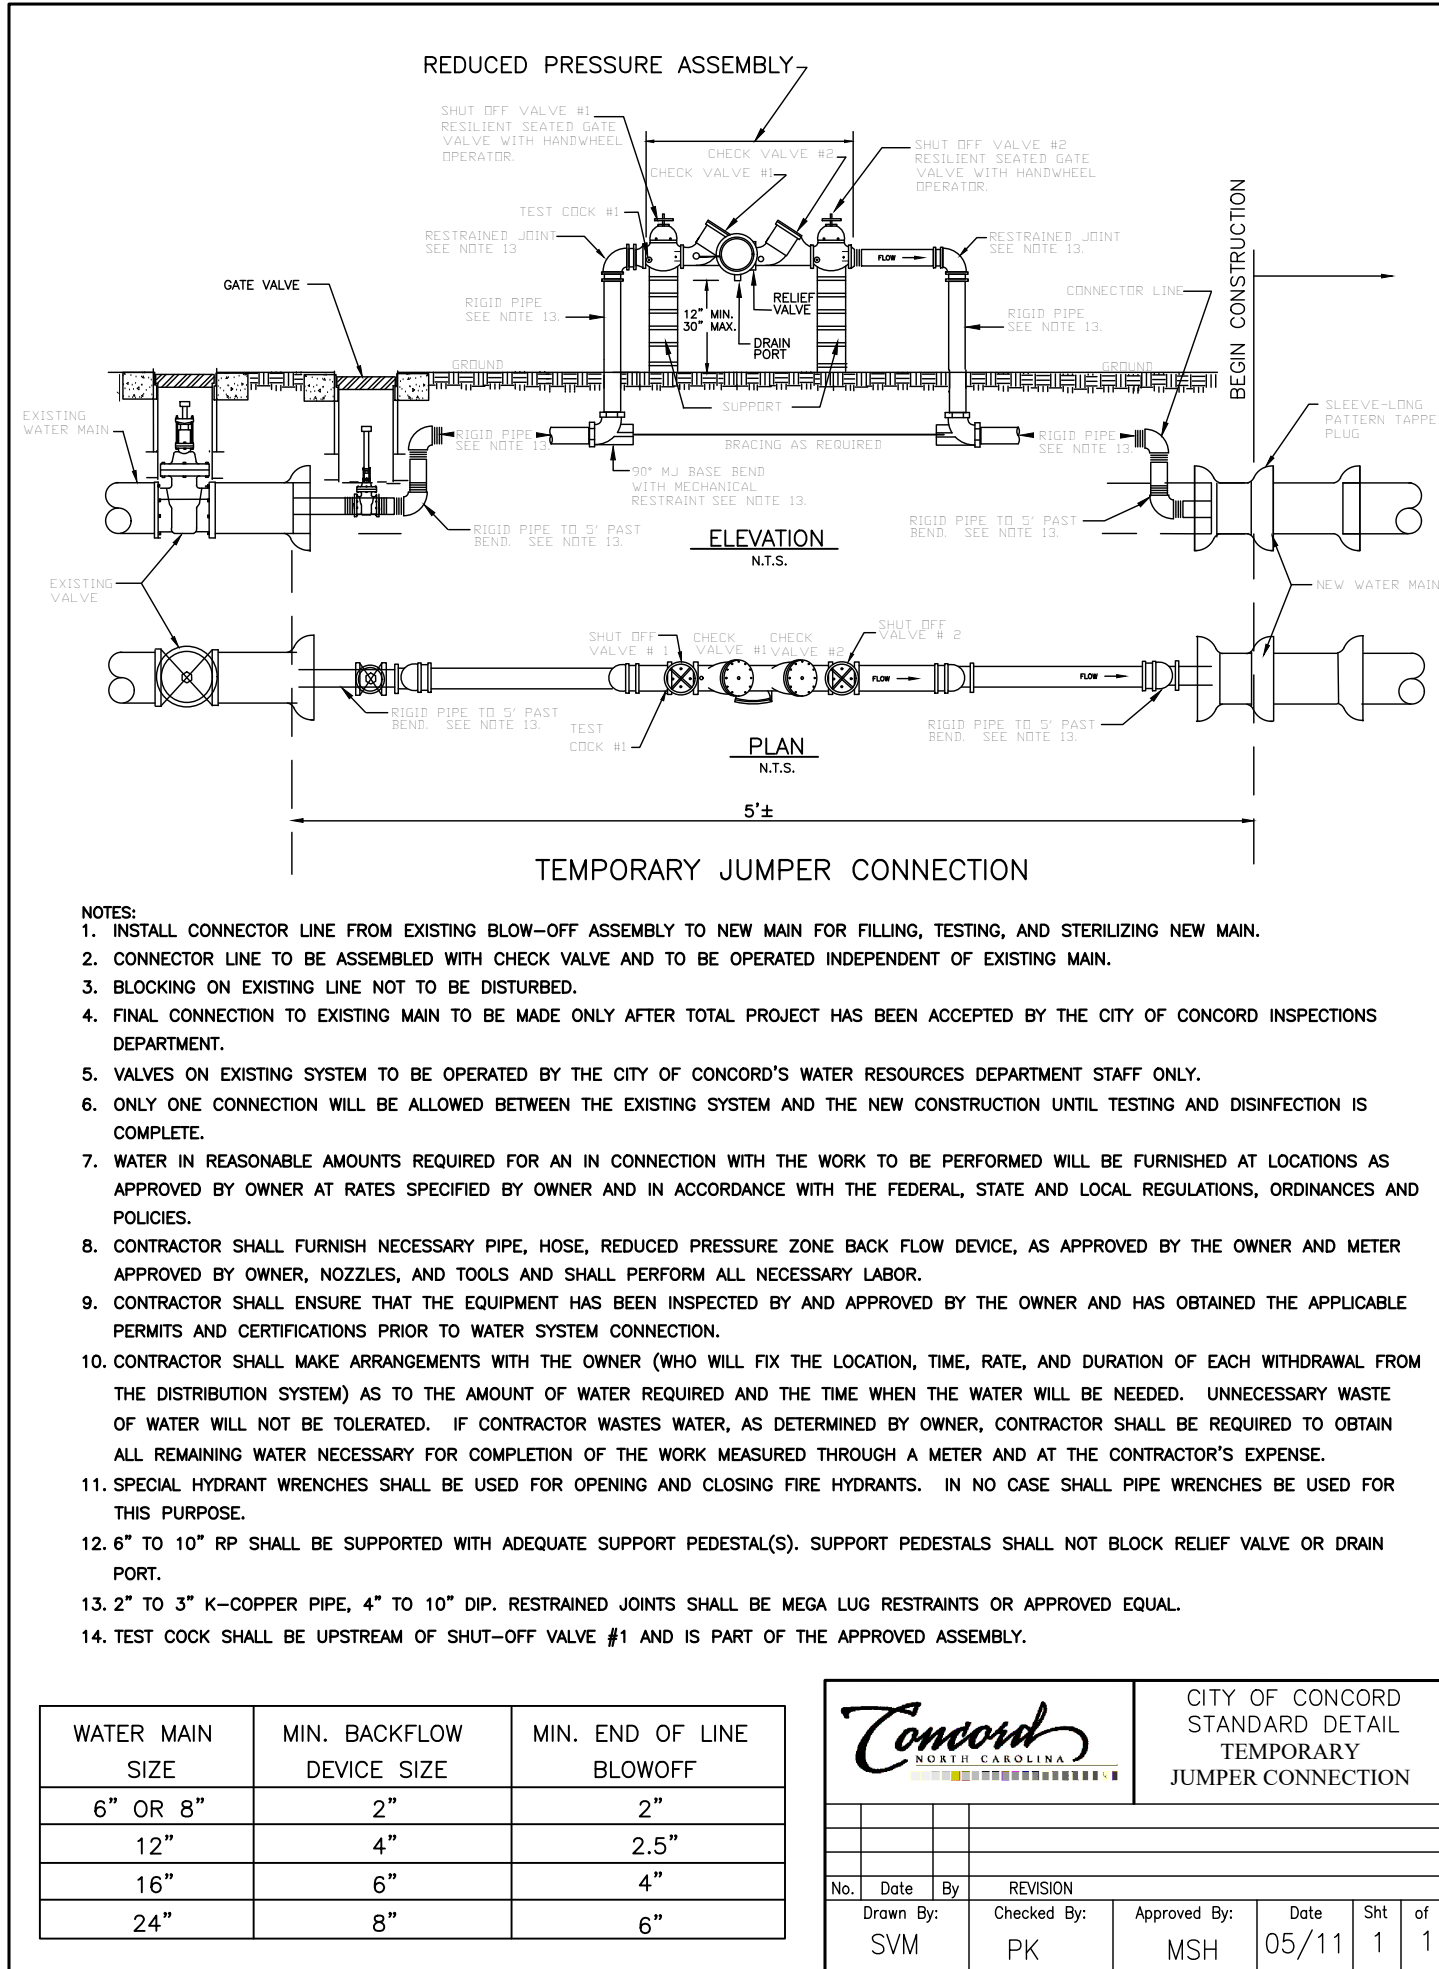 REDUCED PRESSURE ASSEMBLY
SHUT OFF VALVE #1
RESILIENT SEATED GATE
VALVE WITH HANDWHEEL
OPERATOR.
CHECK VALVE #2
CHECK VALVE #1
SHUT OFF VALVE #2
RESILIENT SEATED GATE
VALVE WITH HANDWHEEL
OPERATOR.
TEST COCK #1
RESTRAINED JOINT
SEE NOTE 13
RESTRAINED JOINT
SEE NOTE 13.
FLOW
BEGIN CONSTRUCTION
GATE VALVE
RIGID PIPE
SEE NOTE 13.
12" MIN.
30" MAX.
RELIEF
VALVE
DRAIN
PORT
CONNECTOR LINE
RIGID PIPE
SEE NOTE 13.
GROUND
GROUND
EXISTING
WATER MAIN
SUPPORT
SLEEVE-LONG
PATTERN TAPPE
PLUG
RIGID PIPE
SEE NOTE 13.
BRACING AS REQUIRED
RIGID PIPE
SEE NOTE 13.
90° MJ BASE BEND
WITH MECHANICAL
RESTRAINT SEE NOTE 13.
RIGID PIPE TO 5' PAST
BEND. SEE NOTE 13.
RIGID PIPE TO 5' PAST
BEND. SEE NOTE 13.
ELEVATION
N.T.S.
EXISTING
VALVE
NEW WATER MAIN
SHUT OFF
VALVE # 1
CHECK
VALVE #1
CHECK
VALVE #2
SHUT OFF
VALVE # 2
FLOW
FLOW
RIGID PIPE TO 5' PAST
BEND. SEE NOTE 13.
TEST
COCK #1
RIGID PIPE TO 5' PAST
BEND. SEE NOTE 13.
PLAN
N.T.S.
5'±
TEMPORARY JUMPER CONNECTION
NOTES:
1. INSTALL CONNECTOR LINE FROM EXISTING BLOW-OFF ASSEMBLY TO NEW MAIN FOR FILLING, TESTING, AND STERILIZING NEW MAIN.
2. CONNECTOR LINE TO BE ASSEMBLED WITH CHECK VALVE AND TO BE OPERATED INDEPENDENT OF EXISTING MAIN.
3. BLOCKING ON EXISTING LINE NOT TO BE DISTURBED.
4. FINAL CONNECTION TO EXISTING MAIN TO BE MADE ONLY AFTER TOTAL PROJECT HAS BEEN ACCEPTED BY THE CITY OF CONCORD INSPECTIONS
DEPARTMENT.
5. VALVES ON EXISTING SYSTEM TO BE OPERATED BY THE CITY OF CONCORD'S WATER RESOURCES DEPARTMENT STAFF ONLY.
6. ONLY ONE CONNECTION WILL BE ALLOWED BETWEEN THE EXISTING SYSTEM AND THE NEW CONSTRUCTION UNTIL TESTING AND DISINFECTION IS
COMPLETE.
7. WATER IN REASONABLE AMOUNTS REQUIRED FOR AN IN CONNECTION WITH THE WORK TO BE PERFORMED WILL BE FURNISHED AT LOCATIONS AS
APPROVED BY OWNER AT RATES SPECIFIED BY OWNER AND IN ACCORDANCE WITH THE FEDERAL, STATE AND LOCAL REGULATIONS, ORDINANCES AND
POLICIES.
8. CONTRACTOR SHALL FURNISH NECESSARY PIPE, HOSE, REDUCED PRESSURE ZONE BACK FLOW DEVICE, AS APPROVED BY THE OWNER AND METER
APPROVED BY OWNER, NOZZLES, AND TOOLS AND SHALL PERFORM ALL NECESSARY LABOR.
9. CONTRACTOR SHALL ENSURE THAT THE EQUIPMENT HAS BEEN INSPECTED BY AND APPROVED BY THE OWNER AND HAS OBTAINED THE APPLICABLE
PERMITS AND CERTIFICATIONS PRIOR TO WATER SYSTEM CONNECTION.
10. CONTRACTOR SHALL MAKE ARRANGEMENTS WITH THE OWNER (WHO WILL FIX THE LOCATION, TIME, RATE, AND DURATION OF EACH WITHDRAWAL FROM
THE DISTRIBUTION SYSTEM) AS TO THE AMOUNT OF WATER REQUIRED AND THE TIME WHEN THE WATER WILL BE NEEDED. UNNECESSARY WASTE
OF WATER WILL NOT BE TOLERATED. IF CONTRACTOR WASTES WATER, AS DETERMINED BY OWNER, CONTRACTOR SHALL BE REQUIRED TO OBTAIN
ALL REMAINING WATER NECESSARY FOR COMPLETION OF THE WORK MEASURED THROUGH A METER AND AT THE CONTRACTOR'S EXPENSE.
11. SPECIAL HYDRANT WRENCHES SHALL BE USED FOR OPENING AND CLOSING FIRE HYDRANTS. IN NO CASE SHALL PIPE WRENCHES BE USED FOR
THIS PURPOSE.
12. 6" TO 10" RP SHALL BE SUPPORTED WITH ADEQUATE SUPPORT PEDESTAL(S). SUPPORT PEDESTALS SHALL NOT BLOCK RELIEF VALVE OR DRAIN
PORT.
13. 2" TO 3" K-COPPER PIPE, 4" TO 10" DIP. RESTRAINED JOINTS SHALL BE MEGA LUG RESTRAINTS OR APPROVED EQUAL.
14. TEST COCK SHALL BE UPSTREAM OF SHUT-OFF VALVE #1 AND IS PART OF THE APPROVED ASSEMBLY.
WATER MAIN SIZE | MIN. BACKFLOW DEVICE SIZE | MIN. END OF LINE BLOWOFF
6" OR 8" 2" 2"
12" 4" 2.5"
16" 6" 4"
24" 8" 6"
Concord
NORTH CAROLINA
CITY OF CONCORD
STANDARD DETAIL
TEMPORARY
JUMPER CONNECTION
No. Date By REVISION
Drawn By: Checked By: Approved By: Date Sht of
SVM PK MSH 05/11 1 1